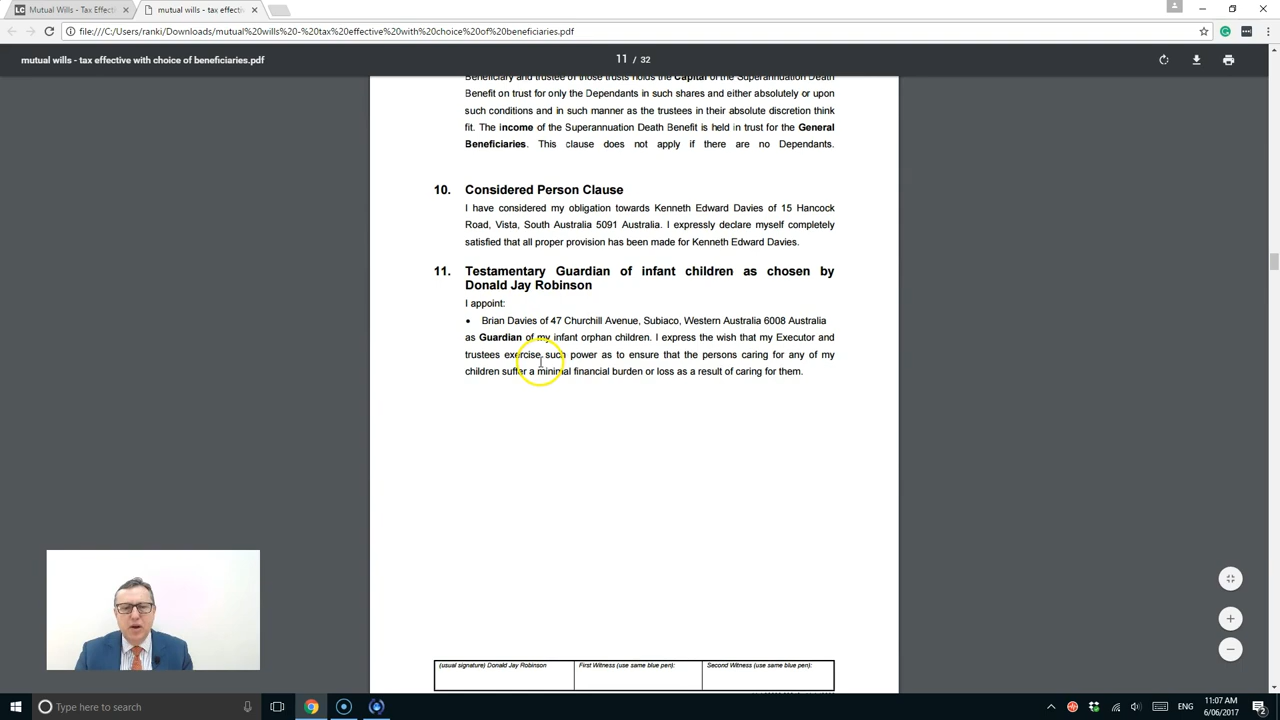 Mutual Wills - Tax Effecti
mutual wills - tax effecti
file:///C:/Users/ranki/Downloads/mutual%20wills%20-%20tax%20effective%20with%20choice%20of%20beneficiaries.pdf
mutual wills - tax effective with choice of beneficiaries.pdf
11 / 32
Beneficiary and trustee of those trusts holds the Capital of the Superannuation Death
Benefit on trust for only the Dependants in such shares and either absolutely or upon
such conditions and in such manner as the trustees in their absolute discretion think
fit. The income of the Superannuation Death Benefit is held in trust for the General
Beneficiaries. This clause does not apply if there are no Dependants.
10. Considered Person Clause
I have considered my obligation towards Kenneth Edward Davies of 15 Hancock
Road, Vista, South Australia 5091 Australia. I expressly declare myself completely
satisfied that all proper provision has been made for Kenneth Edward Davies.
11. Testamentary Guardian of infant children as chosen by
Donald Jay Robinson
I appoint:
• Brian Davies of 47 Churchill Avenue, Subiaco, Western Australia 6008 Australia
as Guardian of my infant orphan children. I express the wish that my Executor and
trustees exercise such power as to ensure that the persons caring for any of my
children suffer a minimal financial burden or loss as a result of caring for them.
(usual signature) Donald Jay Robinson
First Witness (use same blue pen):
Second Witness (use same blue pen):
Type here to search
ENG
11:07 AM
6/06/2017